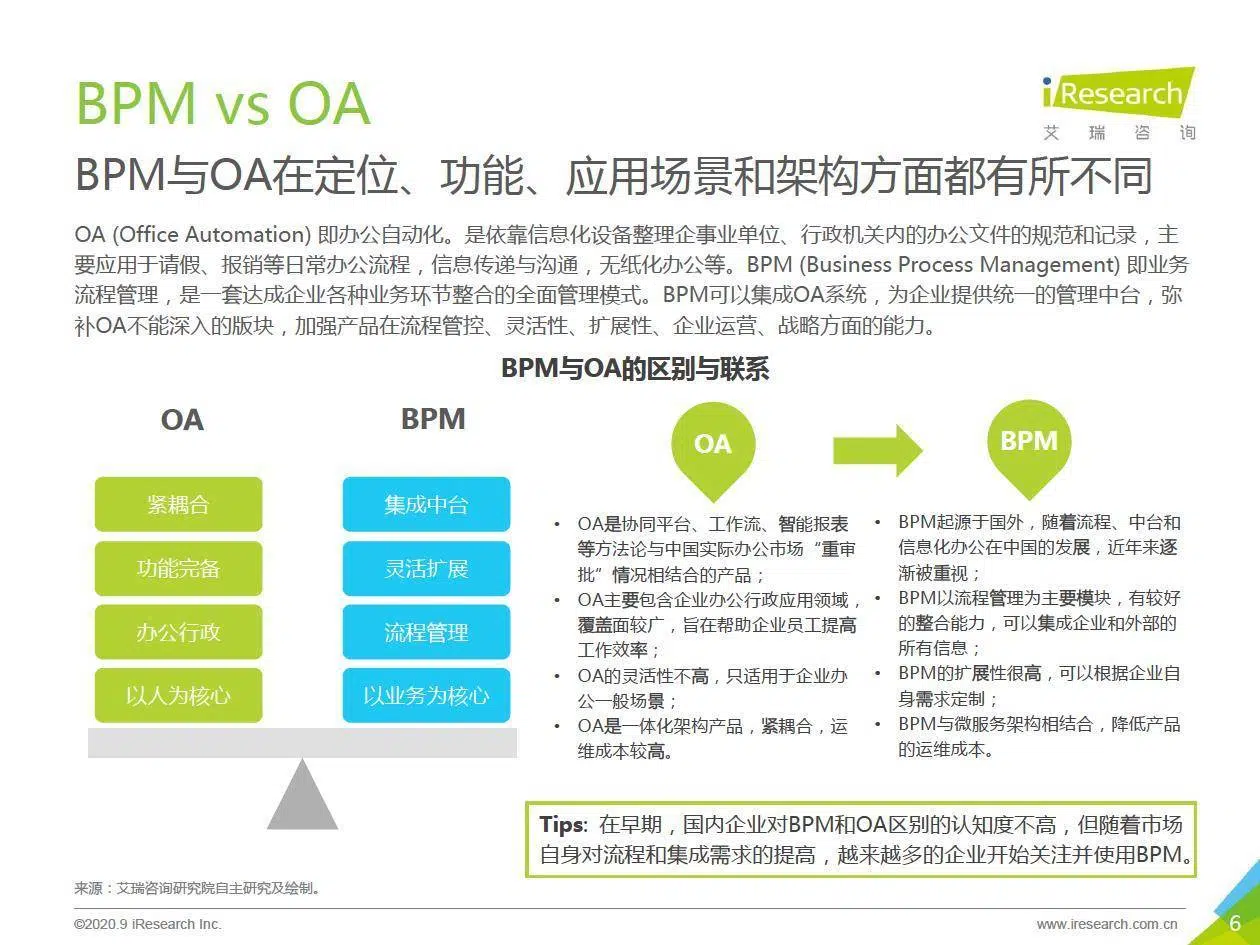 BPM vs OA
iResearch
艾瑞咨询
BPM与OA在定位、功能、应用场景和架构方面都有所不同
OA (Office Automation) 即办公自动化。是依靠信息化设备整理企事业单位、行政机关内的办公文件的规范和记录，主
要应用于请假、报销等日常办公流程，信息传递与沟通，无纸化办公等。BPM (Business Process Management) 即业务
流程管理，是一套达成企业各种业务环节整合的全面管理模式。BPM可以集成OA系统，为企业提供统一的管理中台，弥
补OA不能深入的版块，加强产品在流程管控、灵活性、扩展性、企业运营、战略方面的能力。
BPM与OA的区别与联系
OA
BPM
紧耦合
集成中台
功能完备
灵活扩展
办公行政
流程管理
以人为核心
以业务为核心
OA
BPM
• OA是协同平台、工作流、智能报表
等方法论与中国实际办公市场“重审
批”情况相结合的产品；
• OA主要包含企业办公行政应用领域，
覆盖面较广，旨在帮助企业员工提高
工作效率；
• OA的灵活性不高，只适用于企业办
公一般场景；
• OA是一体化架构产品，紧耦合，运
维成本较高。
• BPM起源于国外，随着流程、中台和
信息化办公在中国的发展，近年来逐
渐被重视；
• BPM以流程管理为主要模块，有较好
的整合能力，可以集成企业和外部的
所有信息；
• BPM的扩展性很高，可以根据企业自
身需求定制；
• BPM与微服务架构相结合，降低产品
的运维成本。
Tips: 在早期，国内企业对BPM和OA区别的认知度不高，但随着市场
自身对流程和集成需求的提高，越来越多的企业开始关注并使用BPM。
来源：艾瑞咨询研究院自主研究及绘制。
©2020.9 iResearch Inc.
www.iresearch.com.cn
6